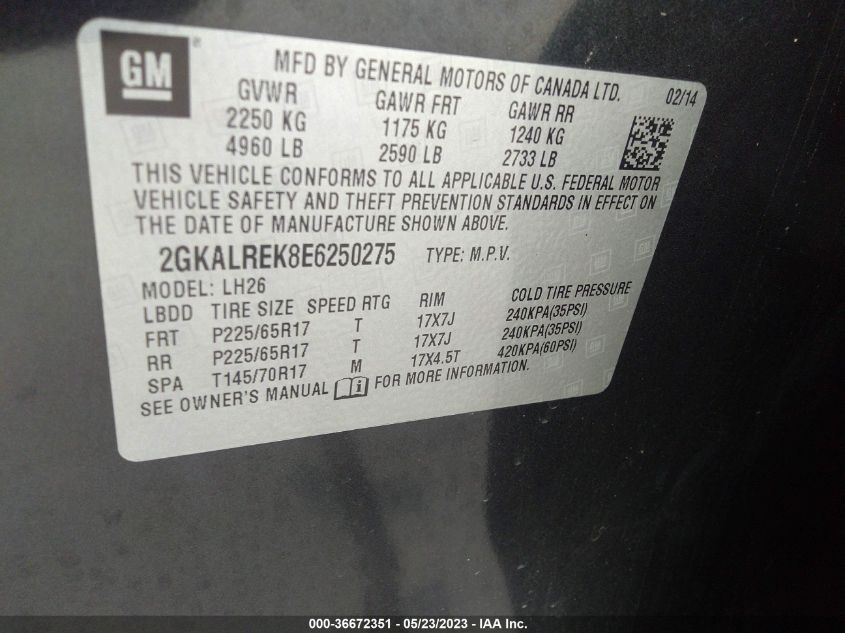 GM ®
MFD BY GENERAL MOTORS OF CANADA LTD. 02/14
GVWR GAWR FRT GAWR RR
2250 KG 1175 KG 1240 KG
4960 LB 2590 LB 2733 LB
THIS VEHICLE CONFORMS TO ALL APPLICABLE U.S. FEDERAL MOTOR
VEHICLE SAFETY AND THEFT PREVENTION STANDARDS IN EFFECT ON
THE DATE OF MANUFACTURE SHOWN ABOVE.
2GKALREK8E6250275 TYPE: M.P.V.
MODEL: LH26
LBDD TIRE SIZE SPEED RTG RIM COLD TIRE PRESSURE
FRT P225/65R17 T 17X7J 240KPA(35PSI)
RR P225/65R17 T 17X7J 240KPA(35PSI)
SPA T145/70R17 M 17X4.5T 420KPA(60PSI)
SEE OWNER'S MANUAL FOR MORE INFORMATION.
000-36672351 - 05/23/2023 - IAA Inc.